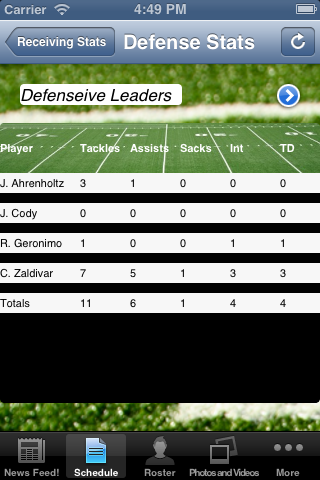 Carrier 4:49 PM
Receiving Stats Defense Stats
Defenseive Leaders
Player Tackles Assists Sacks Int TD
J. Ahrenholtz 3 1 0 0 0
J. Cody 0 0 0 0 0
R. Geronimo 1 0 0 1 1
C. Zaldivar 7 5 1 3 3
Totals 11 6 1 4 4
News Feed! Schedule Roster Photos and Videos More